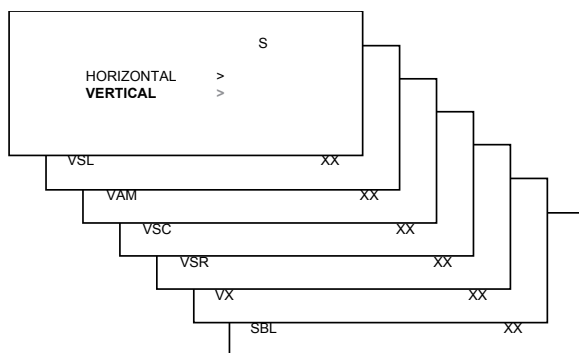 S
HORIZONTAL >
VERTICAL >
VSL XX
VAM XX
VSC XX
VSR XX
VX XX
SBL XX